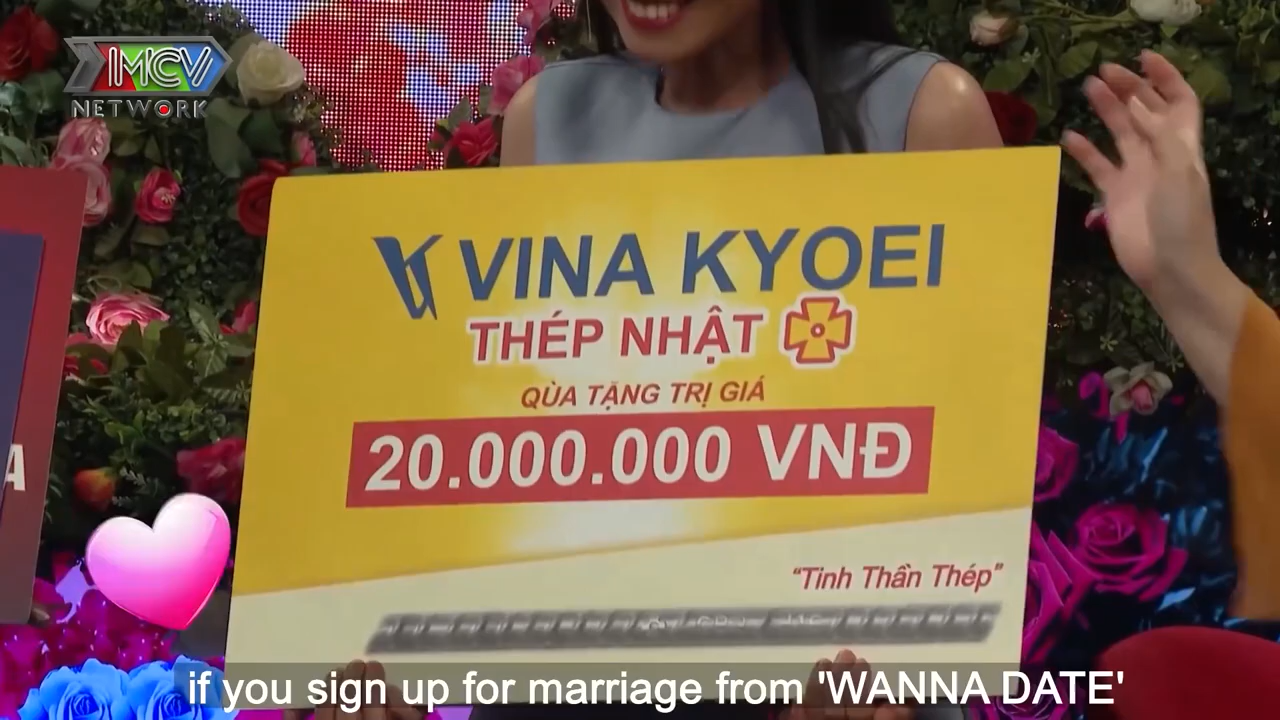 MCV
NETWORK
VINA KYOEI
THÉP NHẬT
QÙA TẶNG TRỊ GIÁ
20.000.000 VNĐ
A
"Tinh Thần Thép"
if you sign up for marriage from 'WANNA DATE'